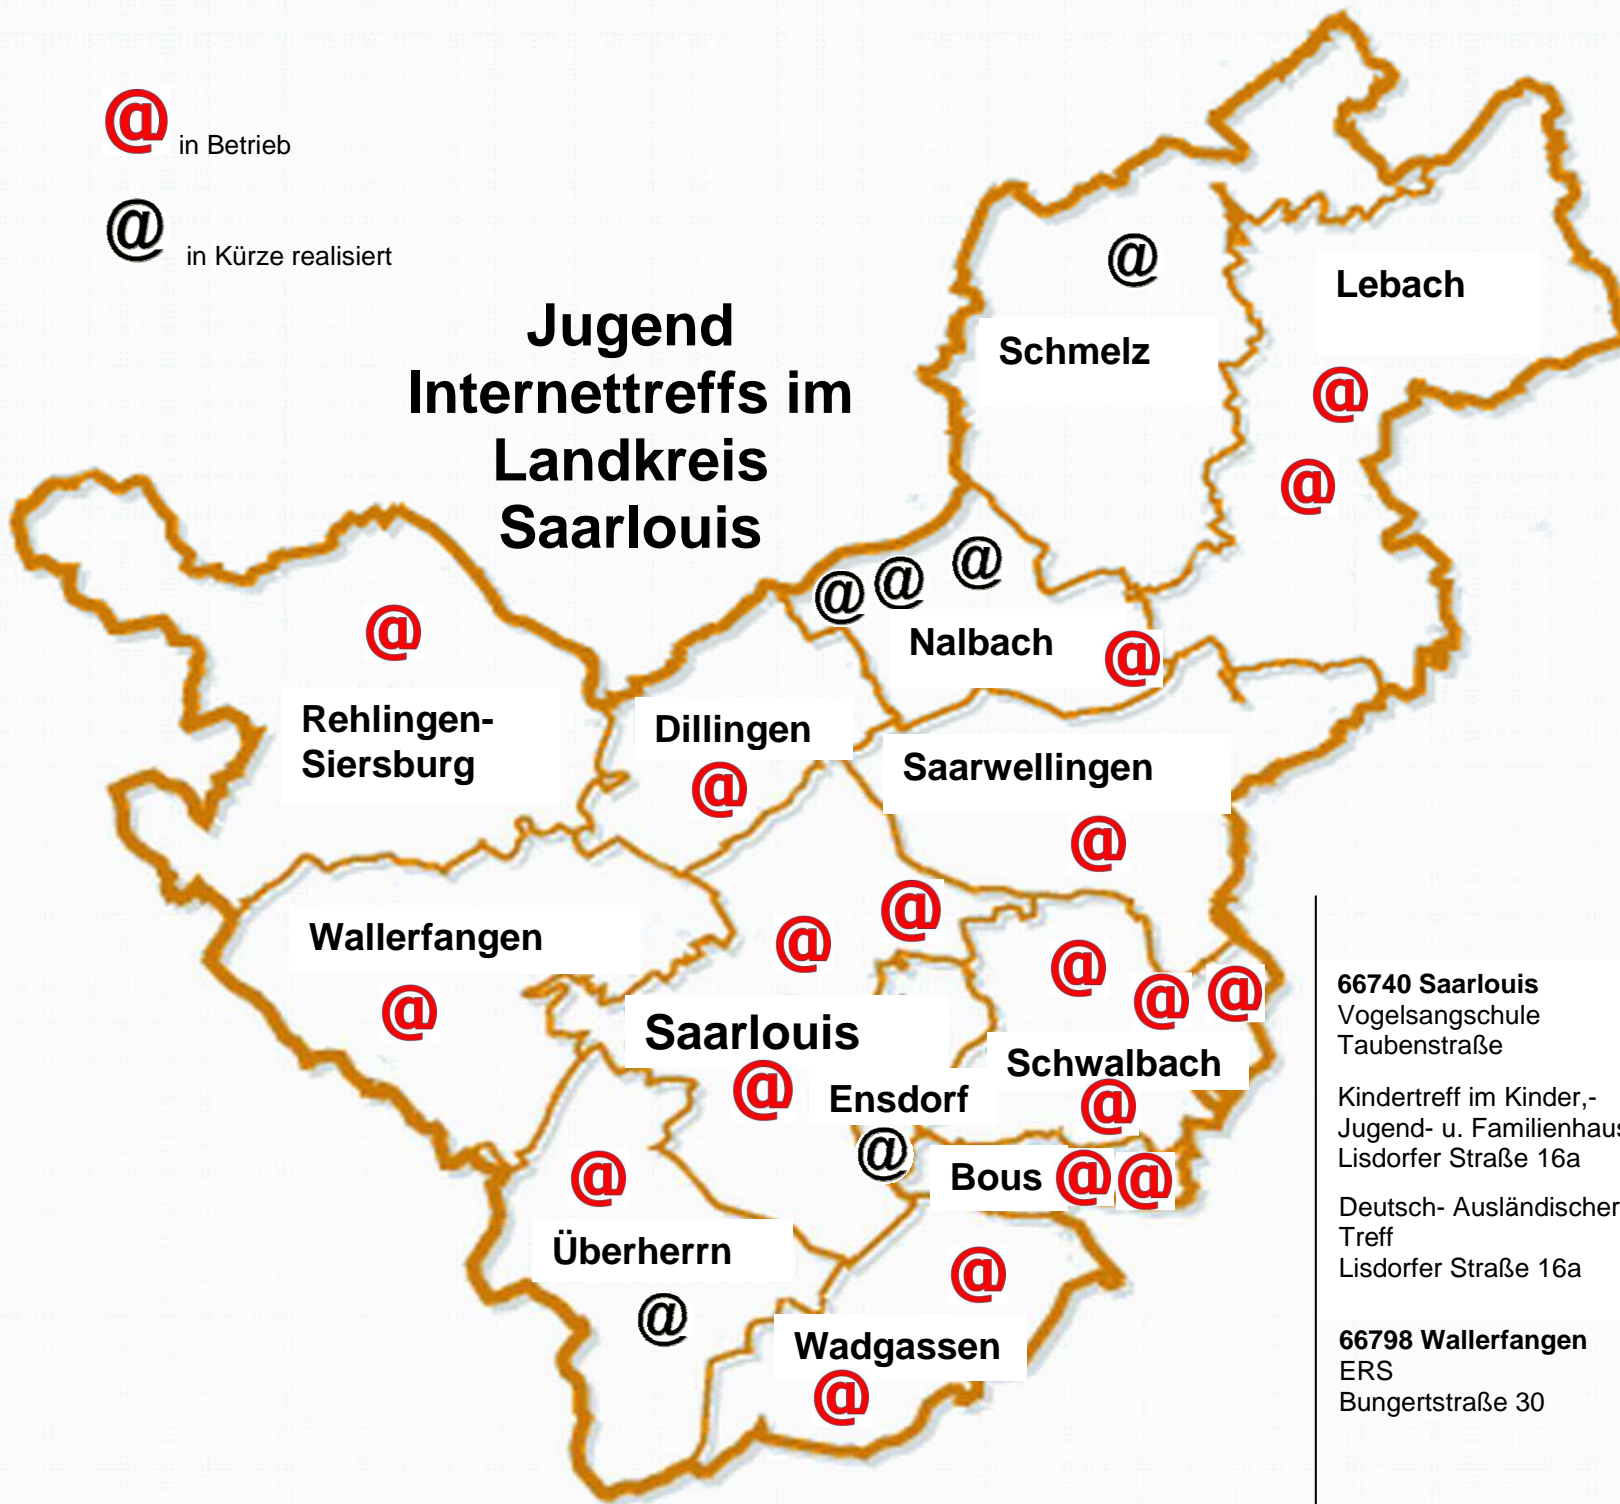 @ in Betrieb
@ in Kürze realisiert
Jugend
Internettreffs im
Landkreis
Saarlouis
@
Lebach
Schmelz
@
@
@ @ @
Nalbach @
@
Rehlingen-
Siersburg
Dillingen
@
Saarwellingen
@
Wallerfangen
@
@ @
Saarlouis
@
@ @ @
Schwalbach
@
Ensdorf
@
Bous @ @
@
Überherrn
@
@
Wadgassen
@
66740 Saarlouis
Vogelsangschule
Taubenstraße
Kindertreff im Kinder,-
Jugend- u. Familienhaus
Lisdorfer Straße 16a
Deutsch- Ausländischer
Treff
Lisdorfer Straße 16a
66798 Wallerfangen
ERS
Bungertstraße 30